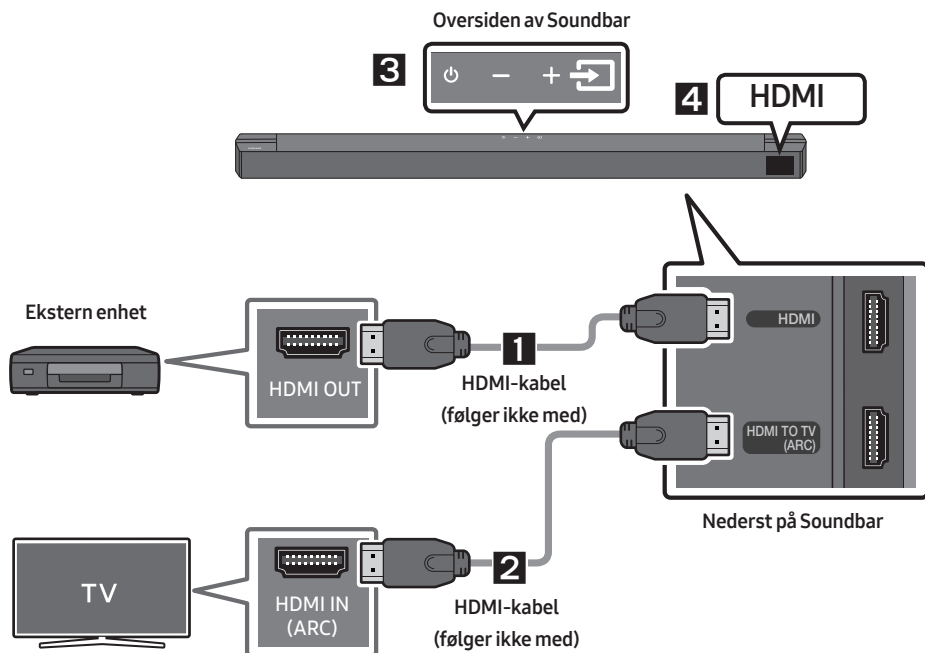 Oversiden av Soundbar
3
4
HDMI
Ekstern enhet
HDMI OUT
1
HDMI-kabel
(følger ikke med)
HDMI
HDMI TO TV
(ARC)
Nederst på Soundbar
TV
HDMI IN
(ARC)
2
HDMI-kabel
(følger ikke med)